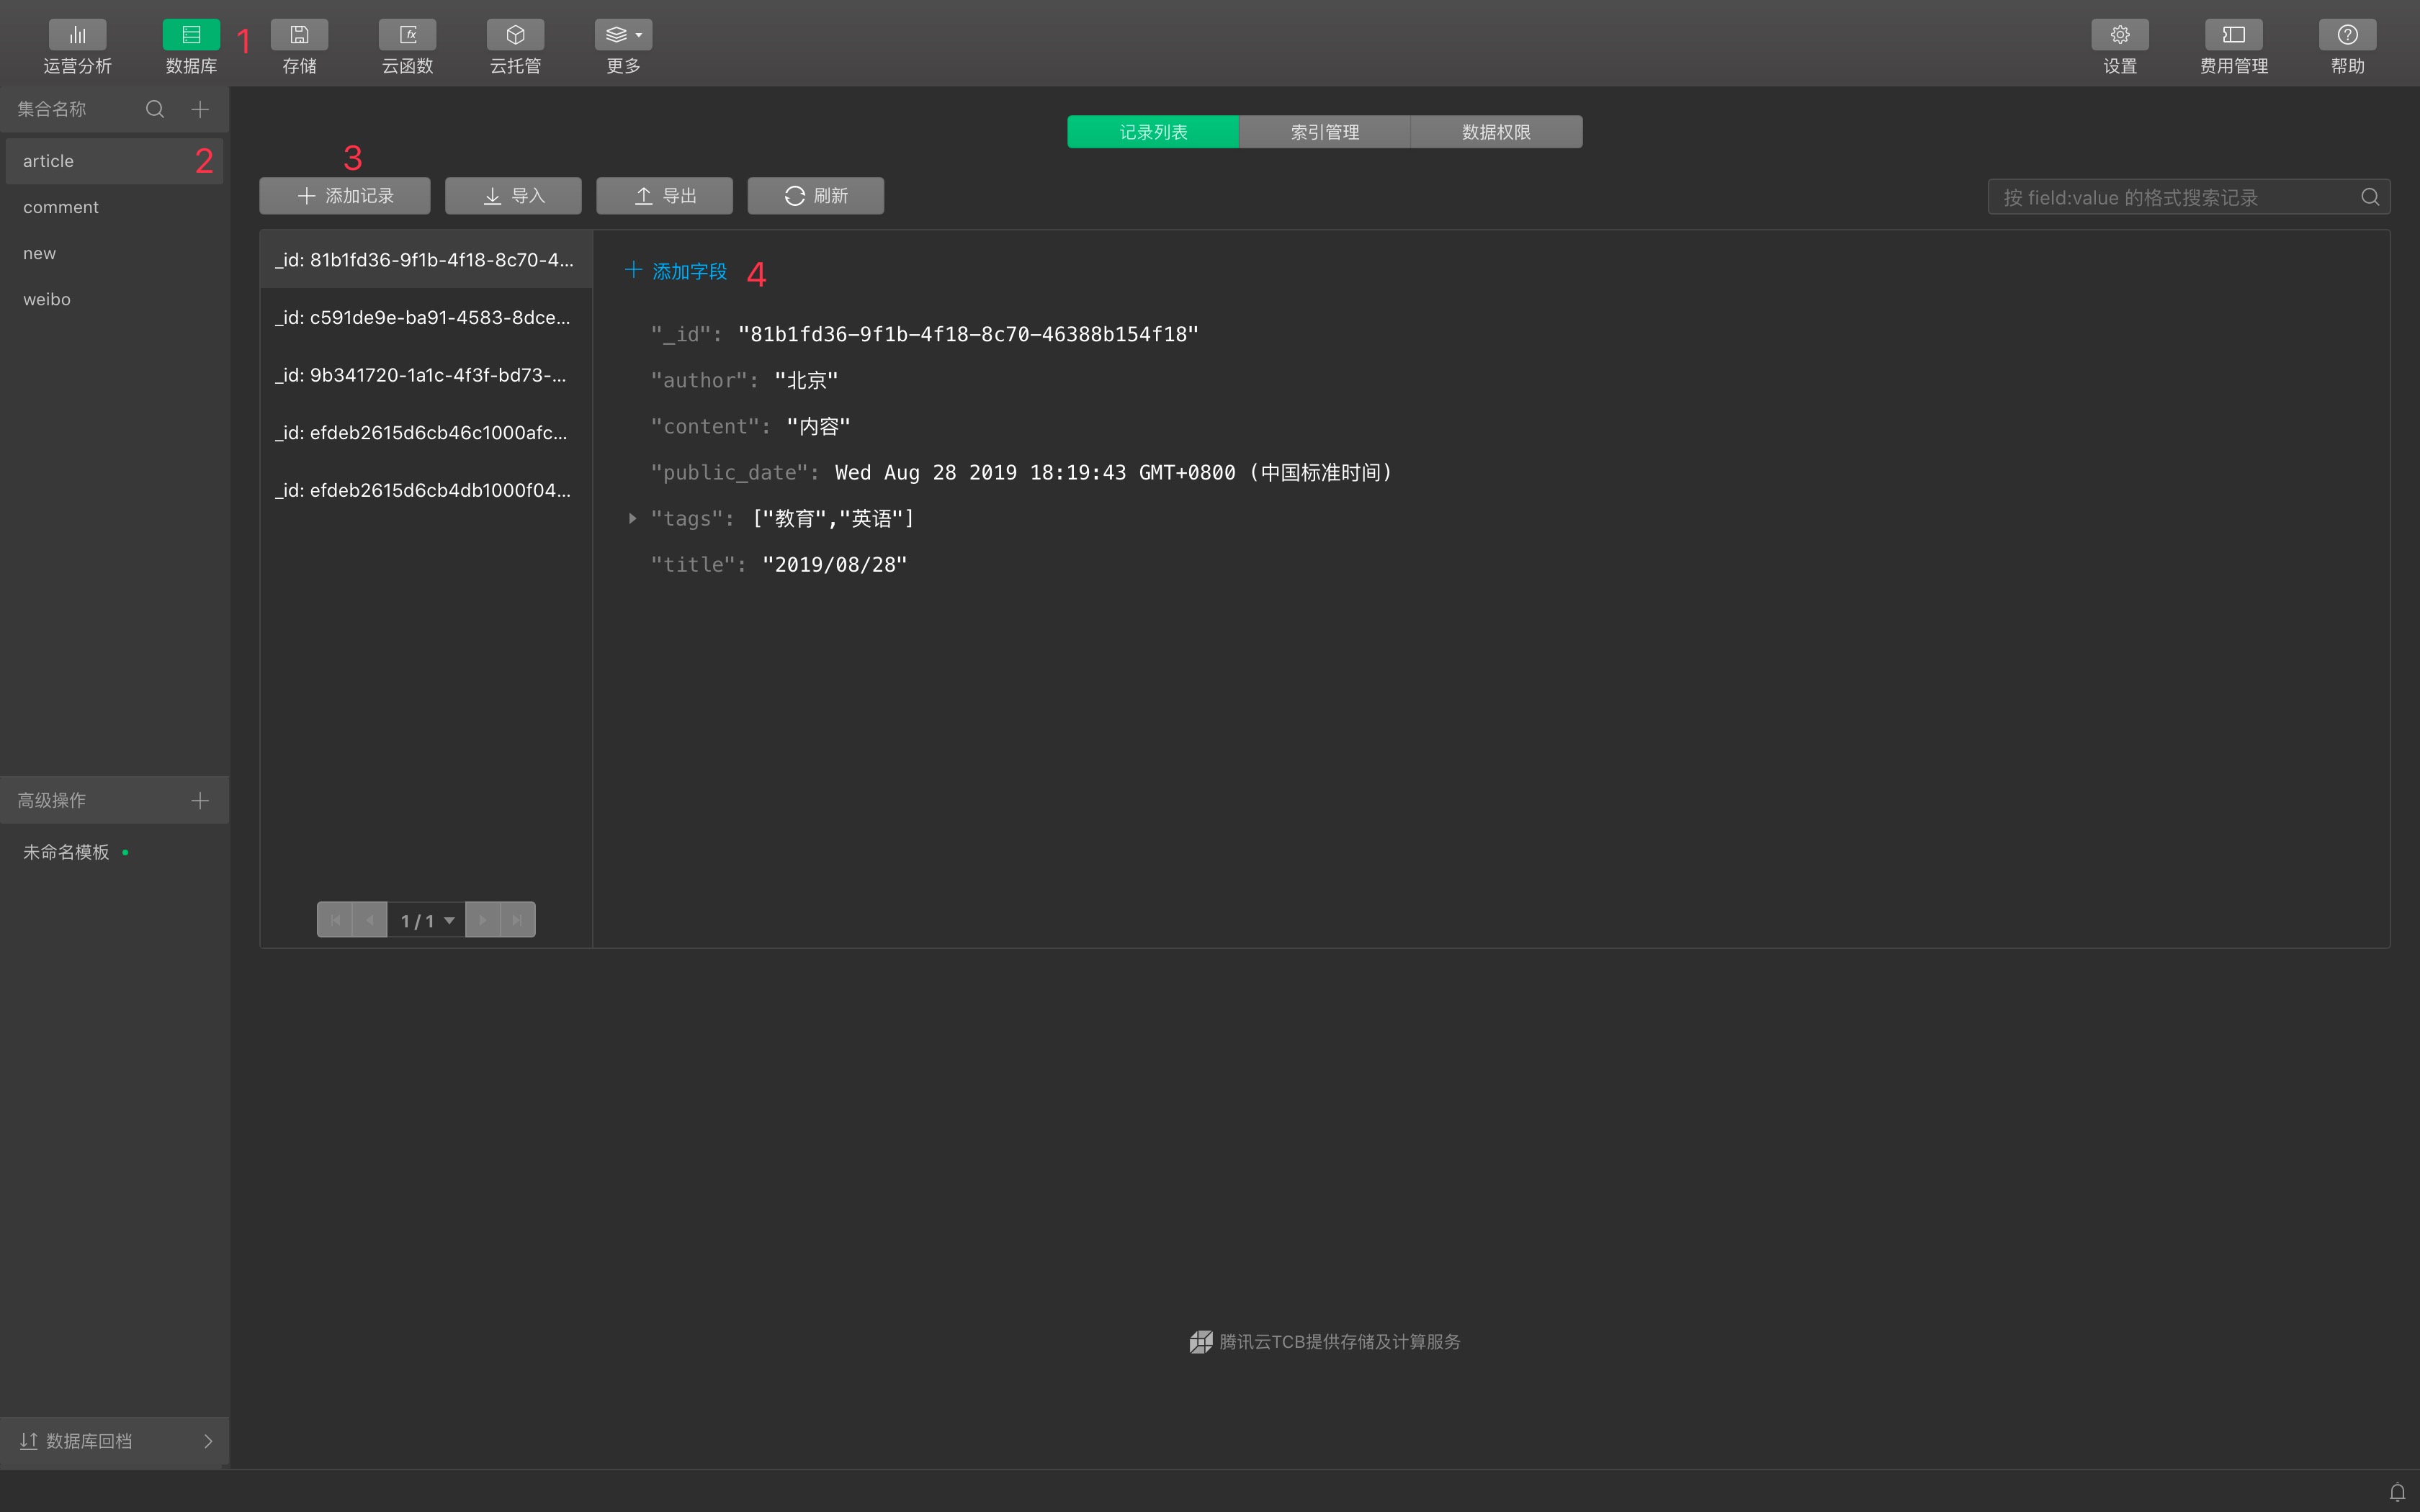 运营分析 数据库 1 存储 云函数 云托管 更多 设置 费用管理 帮助
集合名称
article 2
comment
new
weibo
高级操作
未命名模板
数据库回档
记录列表 索引管理 数据权限
3
添加记录 导入 导出 刷新 按 field:value 的格式搜索记录
_id: 81b1fd36-9f1b-4f18-8c70-4...
_id: c591de9e-ba91-4583-8dce...
_id: 9b341720-1a1c-4f3f-bd73-...
_id: efdeb2615d6cb46c1000afc...
_id: efdeb2615d6cb4db1000f04...
1 / 1
添加字段 4
"_id": "81b1fd36-9f1b-4f18-8c70-46388b154f18"
"author": "北京"
"content": "内容"
"public_date": Wed Aug 28 2019 18:19:43 GMT+0800 (中国标准时间)
"tags": ["教育","英语"]
"title": "2019/08/28"
腾讯云TCB提供存储及计算服务